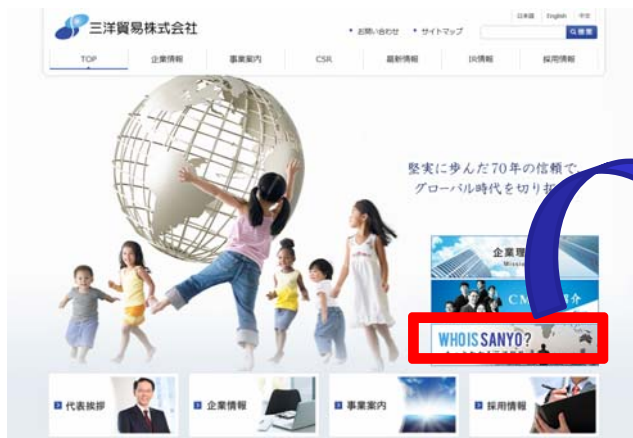 三洋貿易株式会社
日本語 English 中文
お問い合わせ サイトマップ
検索
TOP 企業情報 事業案内 CSR 最新情報 IR情報 採用情報
堅実に歩んだ70年の信頼で、
グローバル時代を切り拓
企業理
CM
介
WHO IS SANYO?
代表挨拶 企業情報 事業案内 採用情報